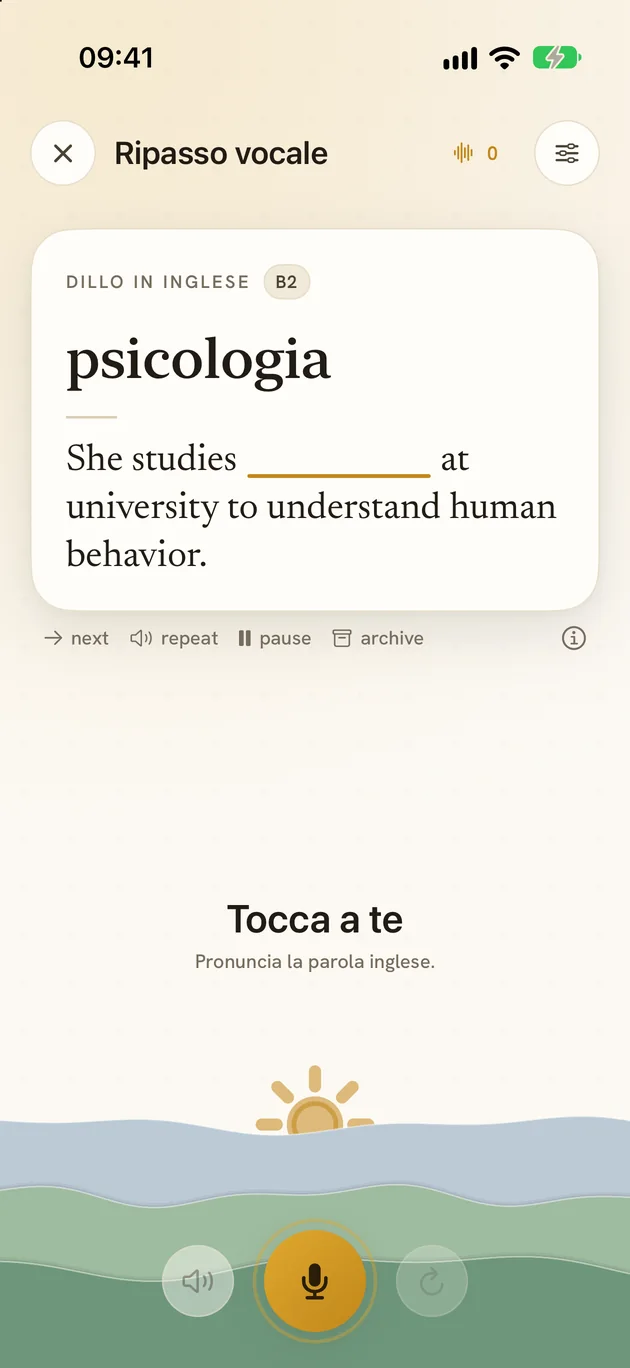 09:41
Ripasso vocale
0
DILLO IN INGLESE
B2
psicologia
She studies __________ at
university to understand human
behavior.
next
repeat
pause
archive
Tocca a te
Pronuncia la parola inglese.